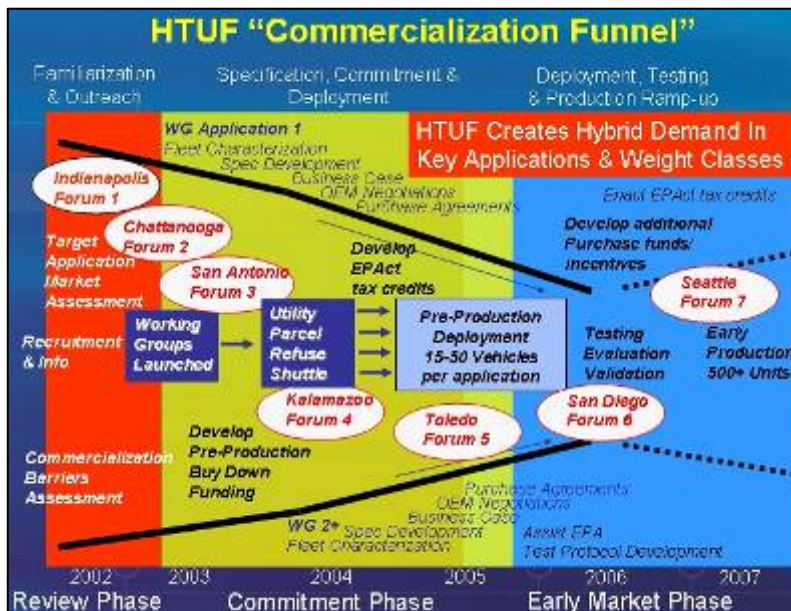 HTUF “Commercialization Funnel”
Familiarization
& Outreach
Specification, Commitment &
Deployment
Deployment, Testing
& Production Ramp-up
WG Application 1
Fleet Characterization
Spec Development
Business Case
OEM Negotiations
Purchase Agreements
HTUF Creates Hybrid Demand In
Key Applications & Weight Classes
Indianapolis
Forum 1
Chattanooga
Forum 2
San Antonio
Forum 3
Target
Application
Market
Assessment
Develop
EPAct
tax credits
Enact EPAct tax credits
Develop additional
Purchase funds/
incentives
Seattle
Forum 7
Recruitment
& Info
Working
Groups
Launched
Utility
Parcel
Refuse
Shuttle
Pre-Production
Deployment
15-50 Vehicles
per application
Testing
Evaluation
Validation
Early
Production
500+ Units
Kalamazoo
Forum 4
Toledo
Forum 5
San Diego
Forum 6
Commercialization
Barriers
Assessment
Develop
Pre-Production
Buy Down
Funding
Purchase Agreements
OEM Negotiations
Business Case
WG 2+ Spec Development
Fleet Characterization
Assist EPA
Test Protocol Development
2002 2003 2004 2005 2006 2007
Review Phase Commitment Phase Early Market Phase